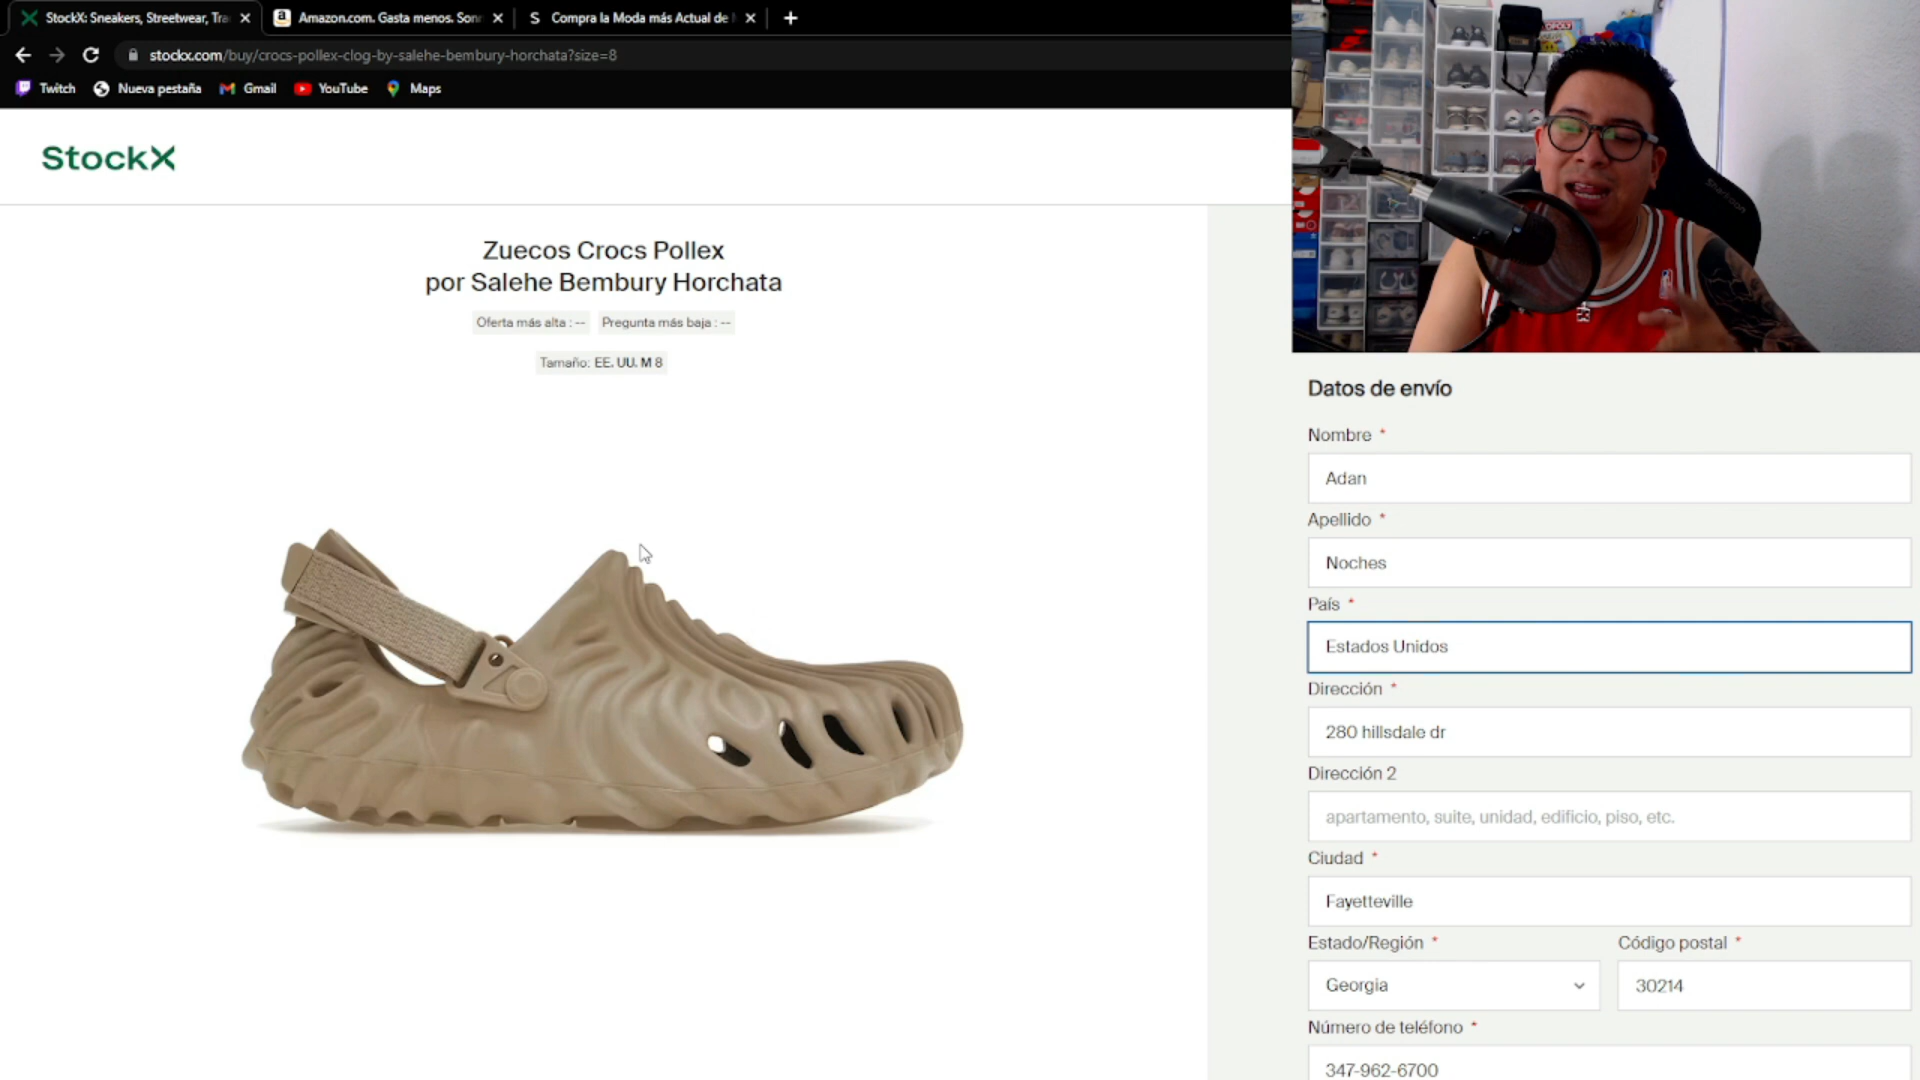 StockX: Sneakers, Streetwear, Tra
Amazon.com. Gasta menos. Son
Compra la Moda más Actual de
stockx.com/buy/crocs-pollex-clog-by-salehe-bembury-horchata?size=8
Twitch
Nueva pestaña
Gmail
YouTube
Maps
StockX
Zuecos Crocs Pollex
por Salehe Bembury Horchata
Oferta más alta : -- Pregunta más baja : --
Tamaño: EE. UU. M 8
Datos de envío
Nombre *
Adan
Apellido *
Noches
País *
Estados Unidos
Dirección *
280 hillsdale dr
Dirección 2
apartamento, suite, unidad, edificio, piso, etc.
Ciudad *
Fayetteville
Estado/Región * Código postal *
Georgia 30214
Número de teléfono *
347-962-6700